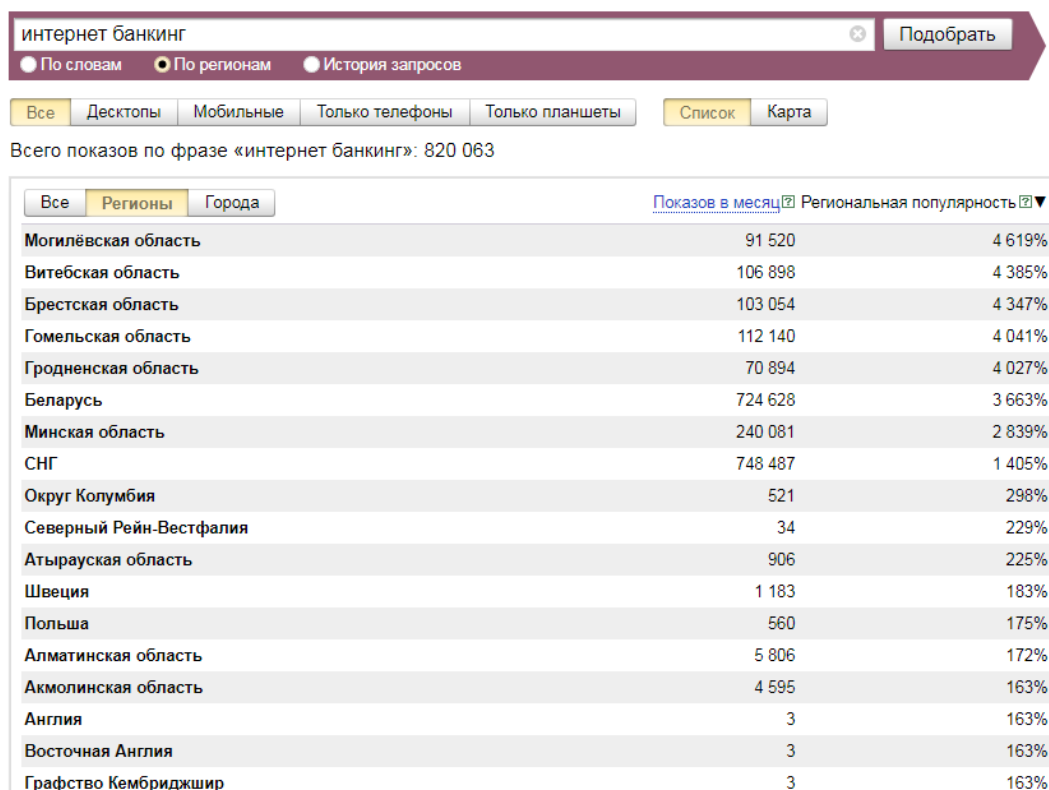 интернет банкинг Подобрать
По словам По регионам История запросов
Все Десктопы Мобильные Только телефоны Только планшеты Список Карта
Всего показов по фразе «интернет банкинг»: 820 063
Все Регионы Города Показов в месяц ? Региональная популярность ? ▼
Могилёвская область 91 520 4 619%
Витебская область 106 898 4 385%
Брестская область 103 054 4 347%
Гомельская область 112 140 4 041%
Гродненская область 70 894 4 027%
Беларусь 724 628 3 663%
Минская область 240 081 2 839%
СНГ 748 487 1 405%
Округ Колумбия 521 298%
Северный Рейн-Вестфалия 34 229%
Атырауская область 906 225%
Швеция 1 183 183%
Польша 560 175%
Алматинская область 5 806 172%
Акмолинская область 4 595 163%
Англия 3 163%
Восточная Англия 3 163%
Графство Кембриджшир 3 163%